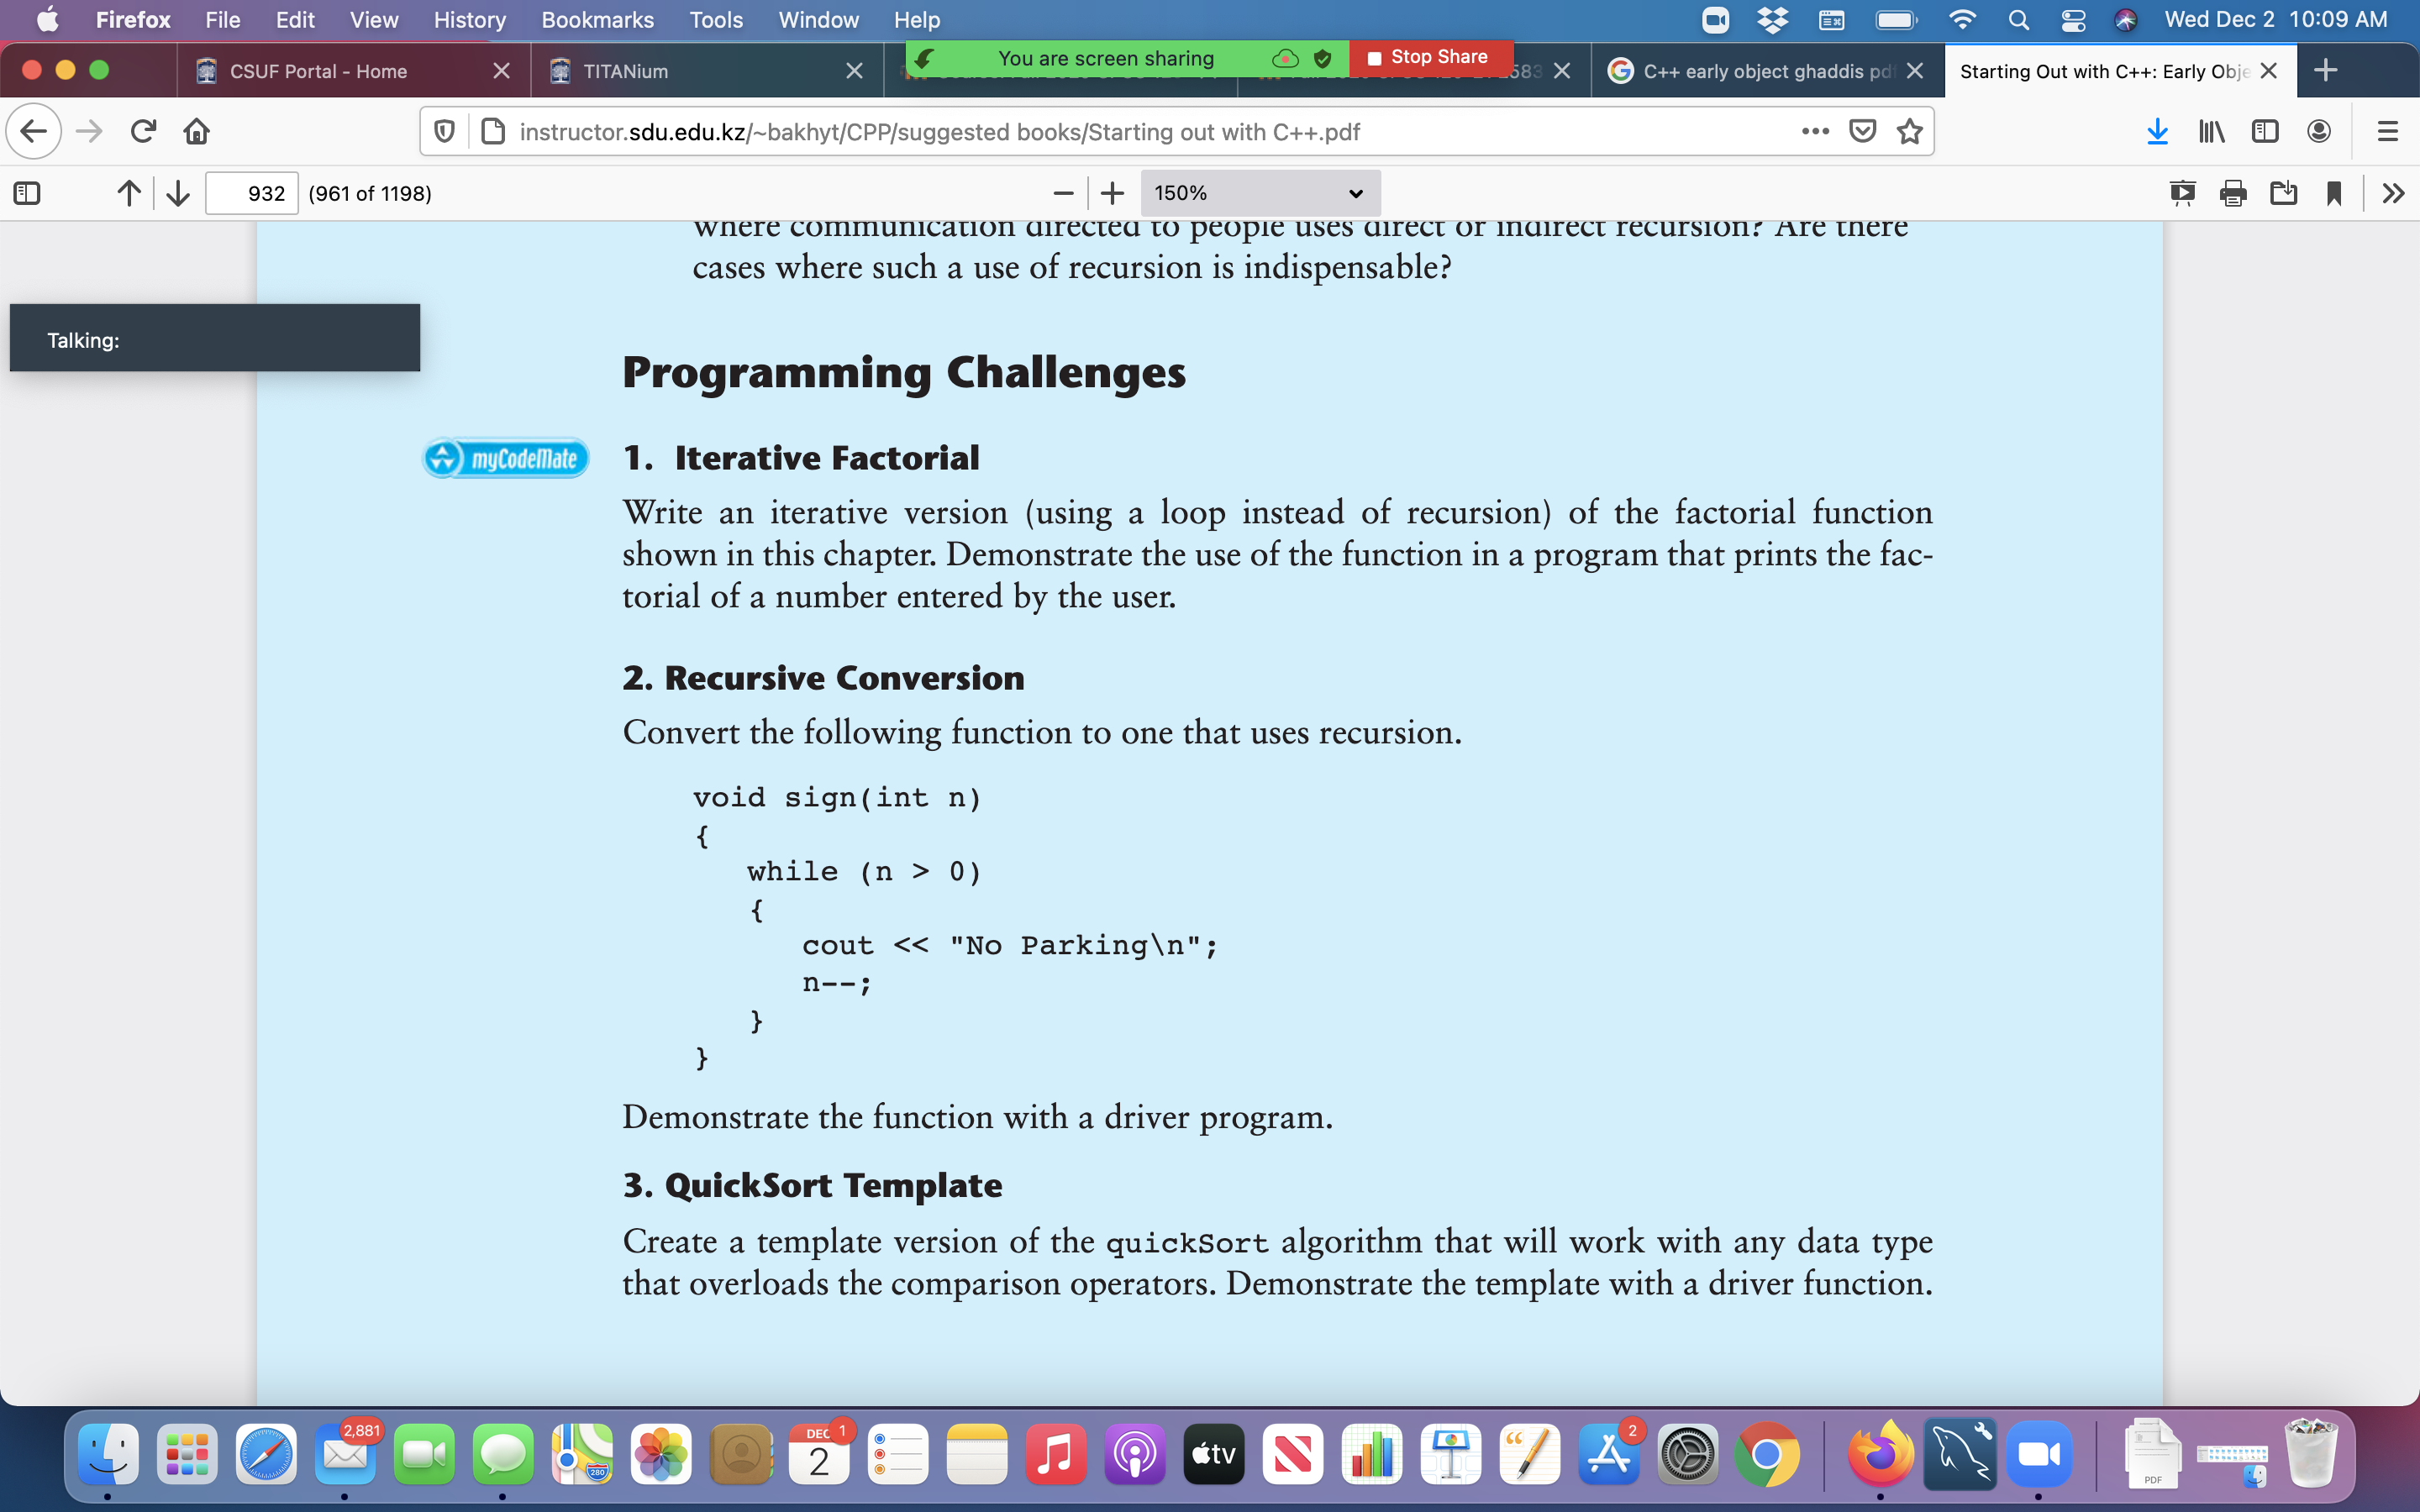 Firefox File Edit View History Bookmarks Tools Window Help Wed Dec 2 10:09 AM
You are screen sharing Stop Share
CSUF Portal - Home TITANium 583 C++ early object ghaddis pdf Starting Out with C++: Early Obje
instructor.sdu.edu.kz/~bakhyt/CPP/suggested books/Starting out with C++.pdf
932 (961 of 1198) 150%
where communication directed to people uses direct or indirect recursion? Are there
cases where such a use of recursion is indispensable?
Talking:
Programming Challenges
myCodeMate
1. Iterative Factorial
Write an iterative version (using a loop instead of recursion) of the factorial function
shown in this chapter. Demonstrate the use of the function in a program that prints the fac-
torial of a number entered by the user.
2. Recursive Conversion
Convert the following function to one that uses recursion.
void sign(int n)
{
while (n > 0)
{
cout << "No Parking\n";
n--;
}
}
Demonstrate the function with a driver program.
3. QuickSort Template
Create a template version of the quickSort algorithm that will work with any data type
that overloads the comparison operators. Demonstrate the template with a driver function.
2,881
280
DEC
2
1
tv
2
PDF